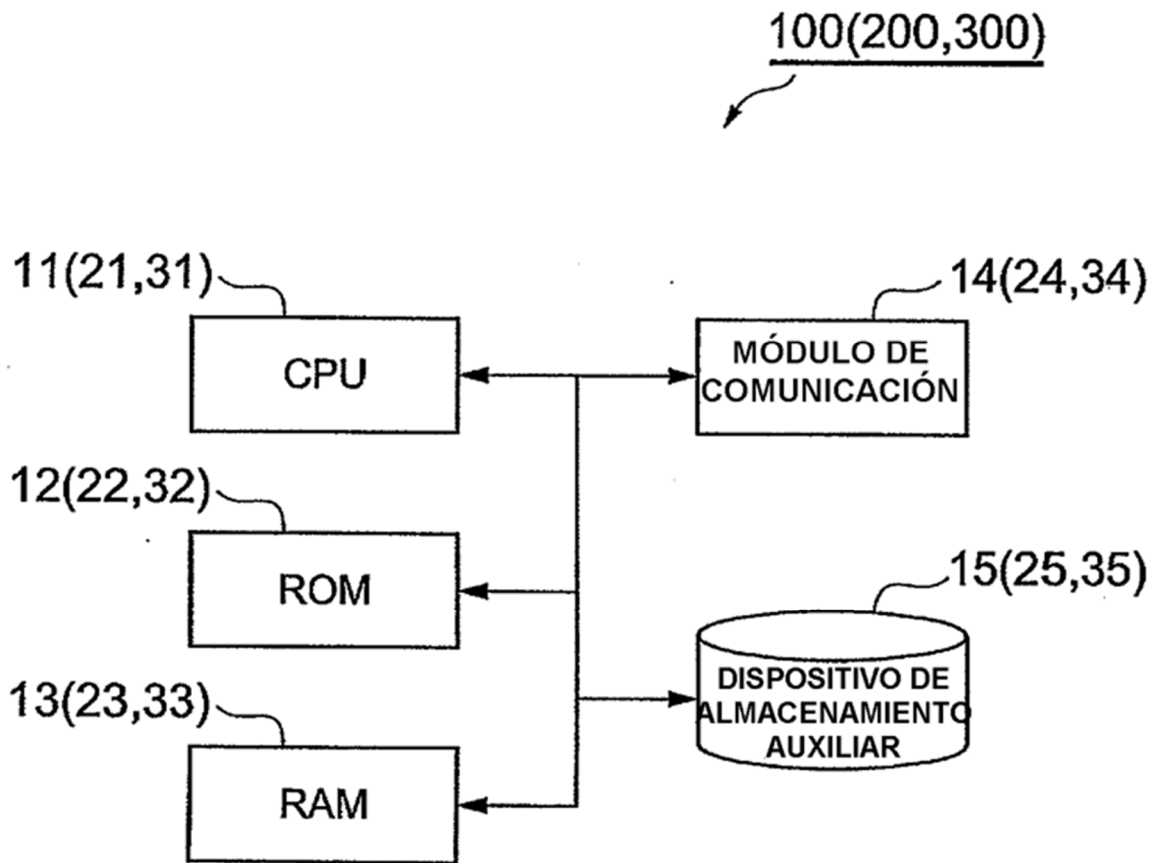 100(200,300)
11(21,31)
14(24,34)
CPU
MÓDULO DE
COMUNICACIÓN
12(22,32)
15(25,35)
ROM
DISPOSITIVO DE
ALMACENAMIENTO
AUXILIAR
13(23,33)
RAM